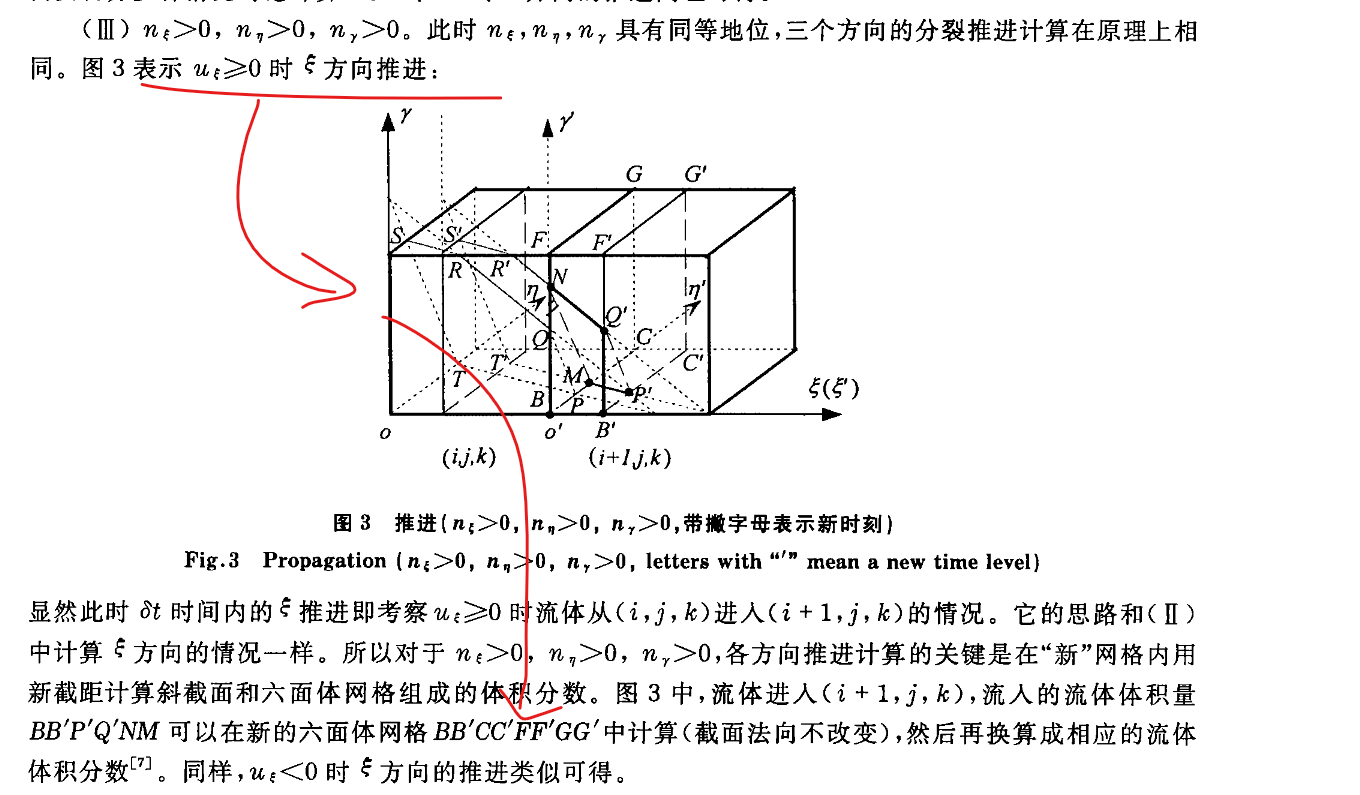 （Ⅲ）nξ>0，nη>0，nγ>0。此时 nξ,nη,nγ 具有同等地位,三个方向的分裂推进计算在原理上相
同。图 3 表示 uξ≥0 时 ξ 方向推进：
γ
γ′
G
G′
S
S′
F
F′
R
R′
N
η
η′
Q′
Q
C
T
T′
M
C′
B
P
P′
ξ(ξ′)
o
o′
B′
(i,j,k)
(i+1,j,k)
图 3 推进(nξ>0, nη>0, nγ>0,带撇字母表示新时刻)
Fig.3 Propagation (nξ>0, nη>0, nγ>0, letters with “′” mean a new time level)
显然此时 δt 时间内的 ξ 推进即考察 uξ≥0 时流体从(i,j,k)进入(i+1,j,k)的情况。它的思路和(Ⅱ)
中计算 ξ 方向的情况一样。所以对于 nξ>0，nη>0，nγ>0,各方向推进计算的关键是在“新”网格内用
新截距计算斜截面和六面体网格组成的体积分数。图 3 中,流体进入(i+1,j,k),流入的流体体积量
BB′P′Q′NM 可以在新的六面体网格 BB′CC′FF′GG′中计算(截面法向不改变),然后再换算成相应的流体
体积分数[7]。同样,uξ<0 时 ξ 方向的推进类似可得。